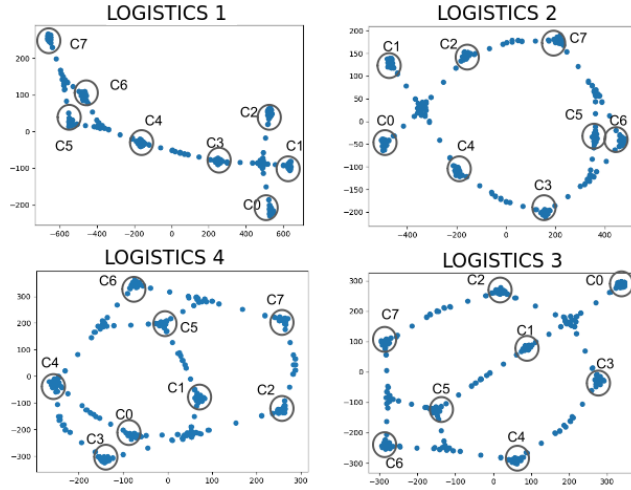 LOGISTICS 1
C7
C6
C5
C4
C3
C2
C1
C0
200
100
0
−100
−200
−600
−400
−200
0
200
400
600
LOGISTICS 2
C1
C2
C7
C0
C5
C6
C4
C3
200
150
100
50
0
−50
−100
−150
−200
−400
−200
0
200
400
LOGISTICS 4
C6
C7
C5
C4
C1
C2
C0
C3
400
300
200
100
0
−100
−200
−300
−200
−100
0
100
200
300
LOGISTICS 3
C2
C0
C7
C1
C3
C5
C4
C6
300
200
100
0
−100
−200
−300
−300
−200
−100
0
100
200
300